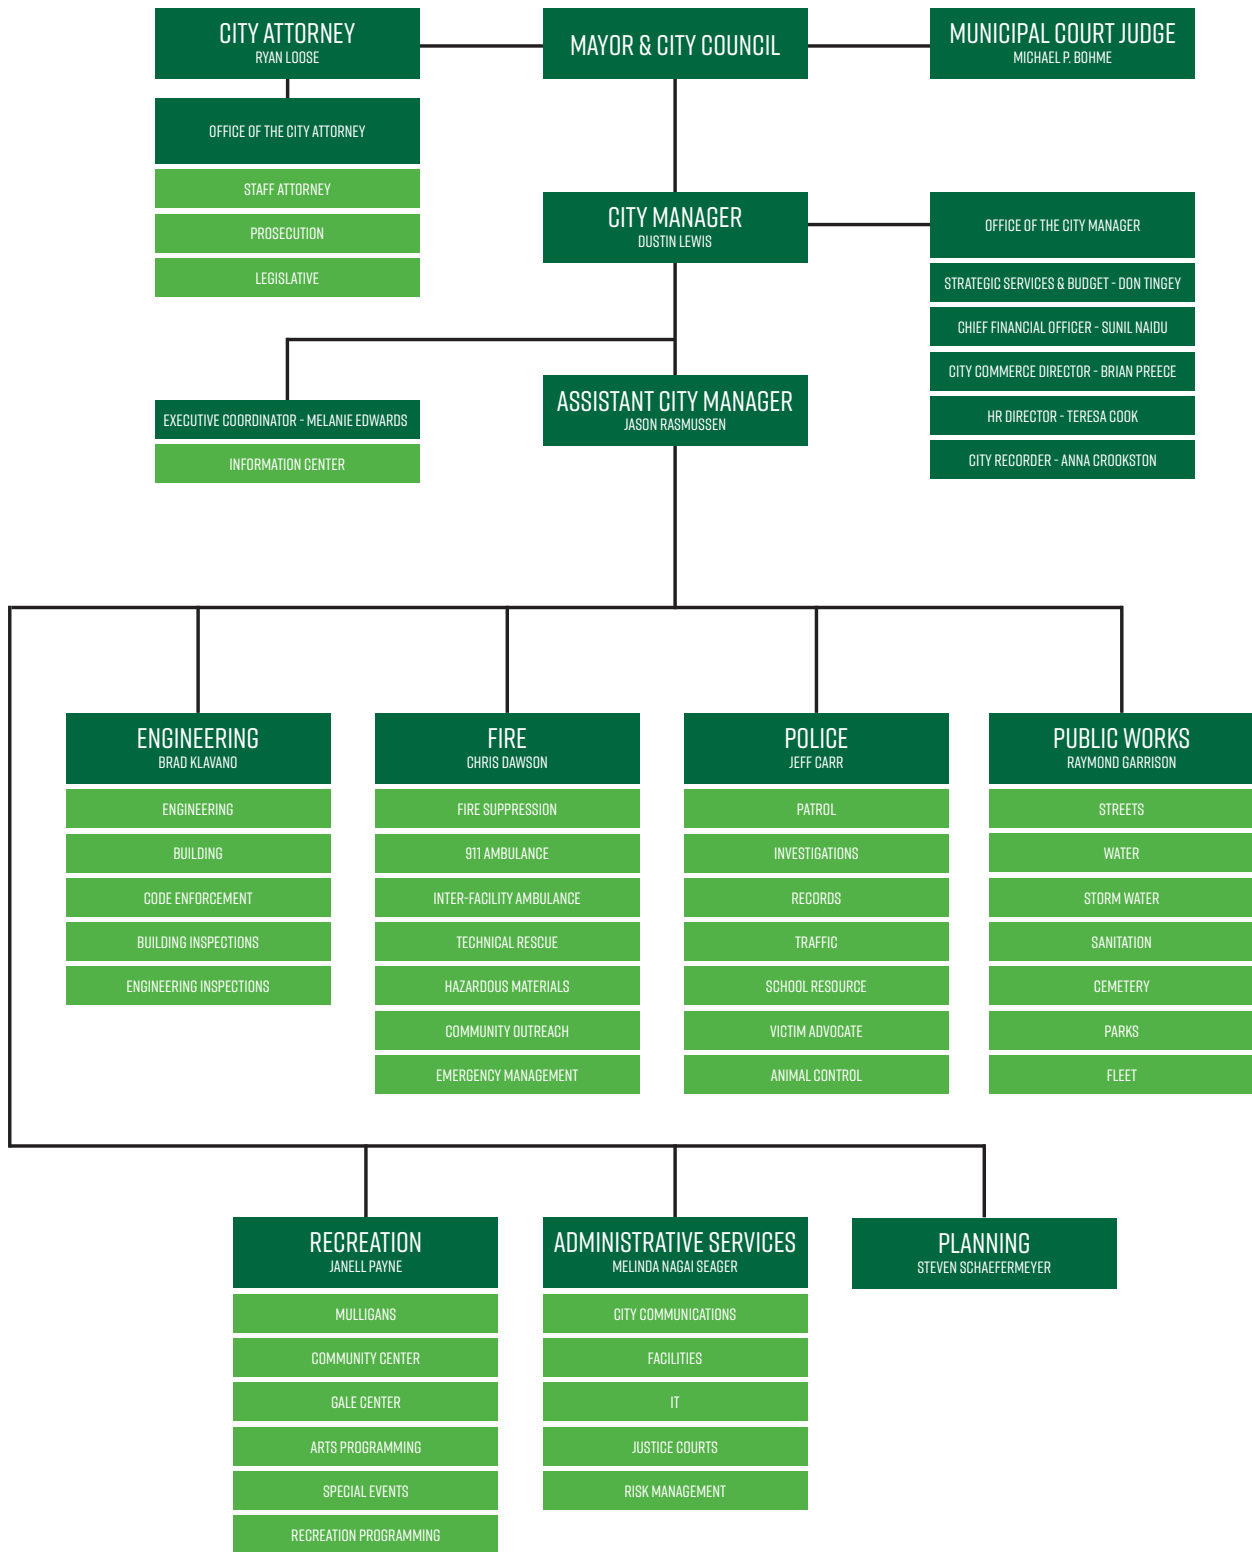 CITY ATTORNEY
RYAN LOOSE
MAYOR & CITY COUNCIL
MUNICIPAL COURT JUDGE
MICHAEL P. BOHME
OFFICE OF THE CITY ATTORNEY
STAFF ATTORNEY
PROSECUTION
LEGISLATIVE
CITY MANAGER
DUSTIN LEWIS
OFFICE OF THE CITY MANAGER
STRATEGIC SERVICES & BUDGET - DON TINGEY
CHIEF FINANCIAL OFFICER - SUNIL NAIDU
CITY COMMERCE DIRECTOR - BRIAN PREECE
HR DIRECTOR - TERESA COOK
CITY RECORDER - ANNA CROOKSTON
EXECUTIVE COORDINATOR - MELANIE EDWARDS
INFORMATION CENTER
ASSISTANT CITY MANAGER
JASON RASMUSSEN
ENGINEERING
BRAD KLAVANO
ENGINEERING
BUILDING
CODE ENFORCEMENT
BUILDING INSPECTIONS
ENGINEERING INSPECTIONS
FIRE
CHRIS DAWSON
FIRE SUPPRESSION
911 AMBULANCE
INTER-FACILITY AMBULANCE
TECHNICAL RESCUE
HAZARDOUS MATERIALS
COMMUNITY OUTREACH
EMERGENCY MANAGEMENT
POLICE
JEFF CARR
PATROL
INVESTIGATIONS
RECORDS
TRAFFIC
SCHOOL RESOURCE
VICTIM ADVOCATE
ANIMAL CONTROL
PUBLIC WORKS
RAYMOND GARRISON
STREETS
WATER
STORM WATER
SANITATION
CEMETERY
PARKS
FLEET
RECREATION
JANELL PAYNE
MULLIGANS
COMMUNITY CENTER
GALE CENTER
ARTS PROGRAMMING
SPECIAL EVENTS
RECREATION PROGRAMMING
ADMINISTRATIVE SERVICES
MELINDA NAGAI SEAGER
CITY COMMUNICATIONS
FACILITIES
IT
JUSTICE COURTS
RISK MANAGEMENT
PLANNING
STEVEN SCHAEFERMEYER